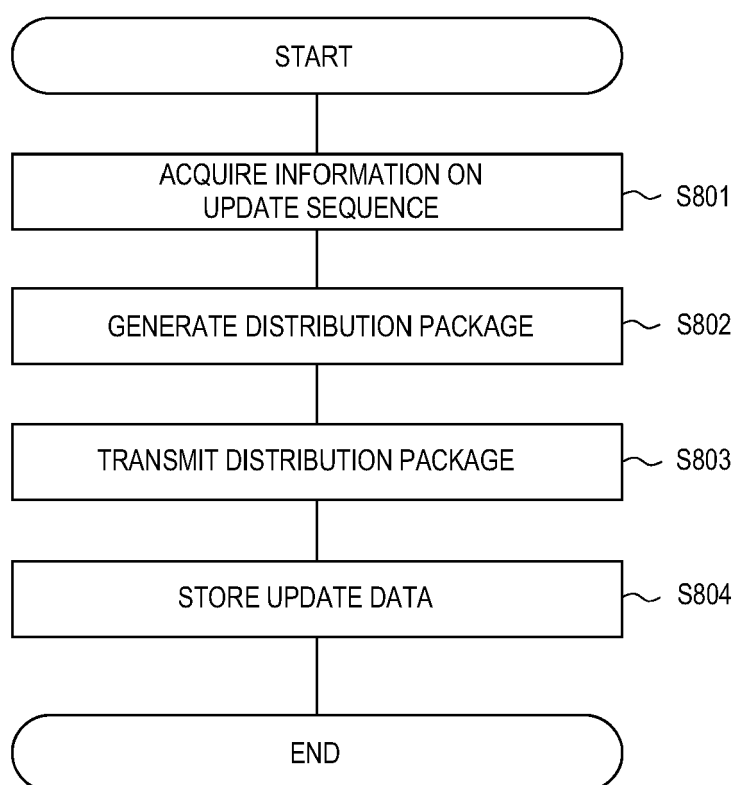 START
ACQUIRE INFORMATION ON
UPDATE SEQUENCE
S801
GENERATE DISTRIBUTION PACKAGE
S802
TRANSMIT DISTRIBUTION PACKAGE
S803
STORE UPDATE DATA
S804
END